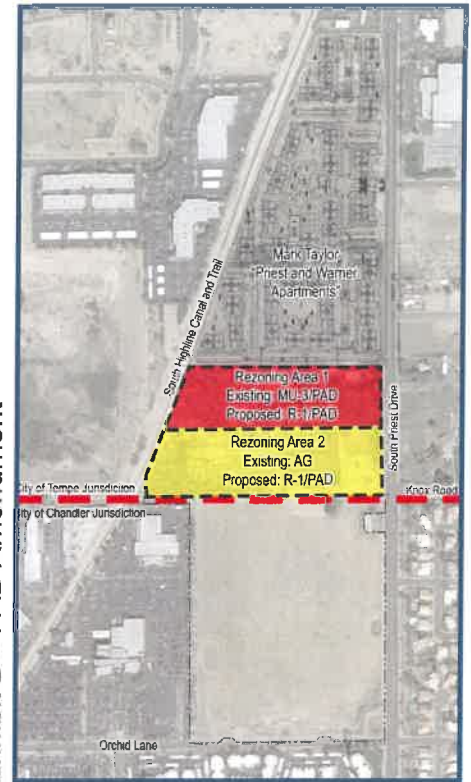 Mark Taylor
"Priest and Warner
Apartments"
South Highline Canal and Trail
Rezoning Area 1
Existing: MU-3/PAD
Proposed: R-1/PAD
South Priest Drive
Rezoning Area 2
Existing: AG
Proposed: R-1/PAD
City of Tempe Jurisdiction
Knox Road
City of Chandler Jurisdiction
Orchid Lane